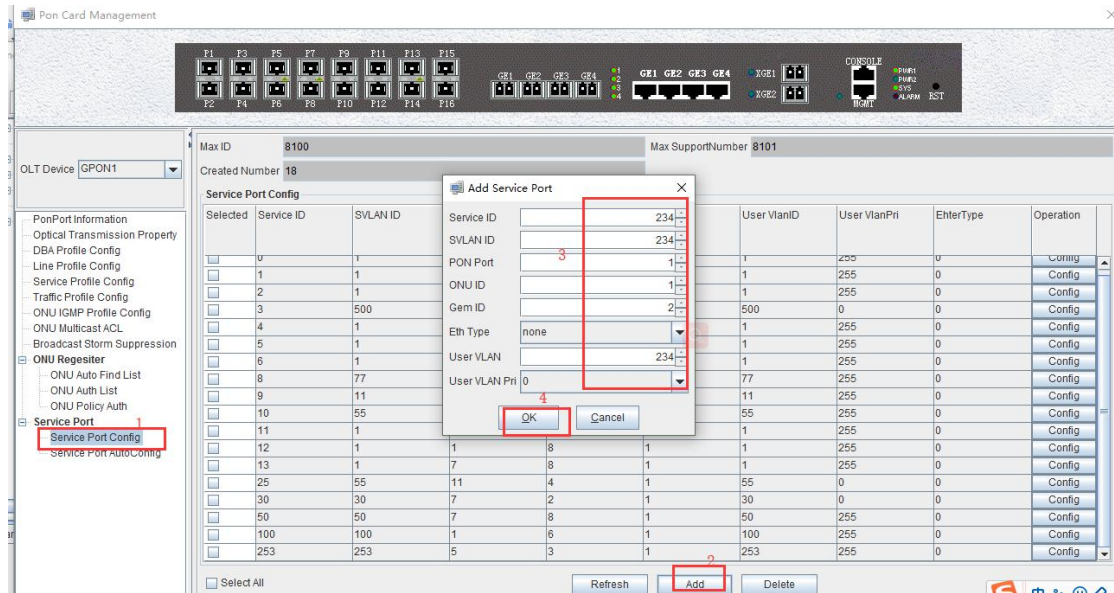 Pon Card Management
P1 P3 P5 P7 P9 P11 P13 P15
P2 P4 P6 P8 P10 P12 P14 P16
GE1 GE2 GE3 GE4
1
2
3
4
GE1 GE2 GE3 GE4
XGE1
XGE2
CONSOLE
MGMT
PWR1
PWR2
SYS
ALARM
RST
OLT Device GPON1
Max ID 8100 Max SupportNumber 8101
Created Number 18
Service Port Config
PonPort Information
Optical Transmission Property
DBA Profile Config
Line Profile Config
Service Profile Config
Traffic Profile Config
ONU IGMP Profile Config
ONU Multicast ACL
Broadcast Storm Suppression
ONU Regesiter
ONU Auto Find List
ONU Auth List
ONU Policy Auth
Service Port
1
Service Port Config
Service Port AutoConfig
Selected Service ID SVLAN ID User VlanID User VlanPri EhterType Operation
0 1 1 255 0 Config
1 1 1 255 0 Config
2 1 1 255 0 Config
3 500 500 0 0 Config
4 1 1 255 0 Config
5 1 1 255 0 Config
6 1 1 255 0 Config
8 77 77 255 0 Config
9 11 11 255 0 Config
10 55 55 255 0 Config
11 1 1 255 0 Config
12 1 1 8 1 1 255 0 Config
13 1 7 8 1 1 255 0 Config
25 55 11 4 1 55 0 0 Config
30 30 7 2 1 30 0 0 Config
50 50 7 8 1 50 255 0 Config
100 100 1 6 1 100 255 0 Config
253 253 5 3 1 253 255 0 Config
Add Service Port
Service ID 234
SVLAN ID 234
3
PON Port 1
ONU ID 1
Gem ID 2
Eth Type none
User VLAN 234
User VLAN Pri 0
4
OK Cancel
2
Select All Refresh Add Delete
中